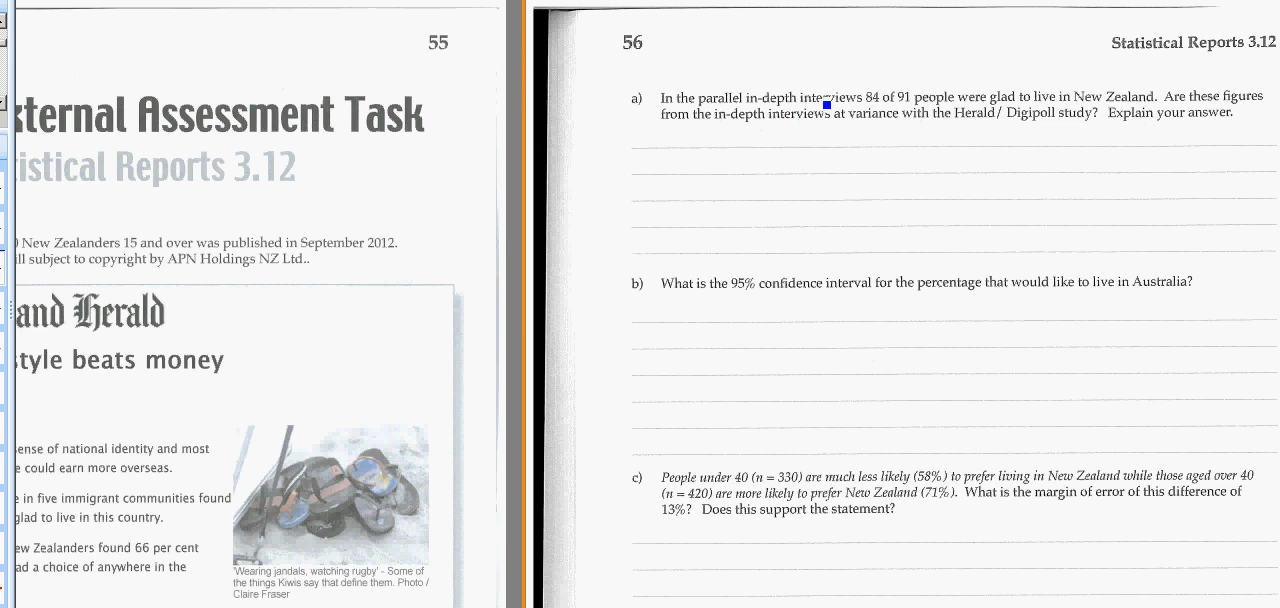 55
xternal Assessment Task
tistical Reports 3.12
New Zealanders 15 and over was published in September 2012.
ill subject to copyright by APN Holdings NZ Ltd..
and Herald
style beats money
sense of national identity and most
e could earn more overseas.
e in five immigrant communities found
glad to live in this country.
ew Zealanders found 66 per cent
ad a choice of anywhere in the
'Wearing jandals, watching rugby' - Some of
the things Kiwis say that define them. Photo /
Claire Fraser
56
Statistical Reports 3.12
a) In the parallel in-depth interviews 84 of 91 people were glad to live in New Zealand. Are these figures
from the in-depth interviews at variance with the Herald/ Digipoll study? Explain your answer.
b) What is the 95% confidence interval for the percentage that would like to live in Australia?
c) People under 40 (n = 330) are much less likely (58%) to prefer living in New Zealand while those aged over 40
(n = 420) are more likely to prefer New Zealand (71%). What is the margin of error of this difference of
13%? Does this support the statement?